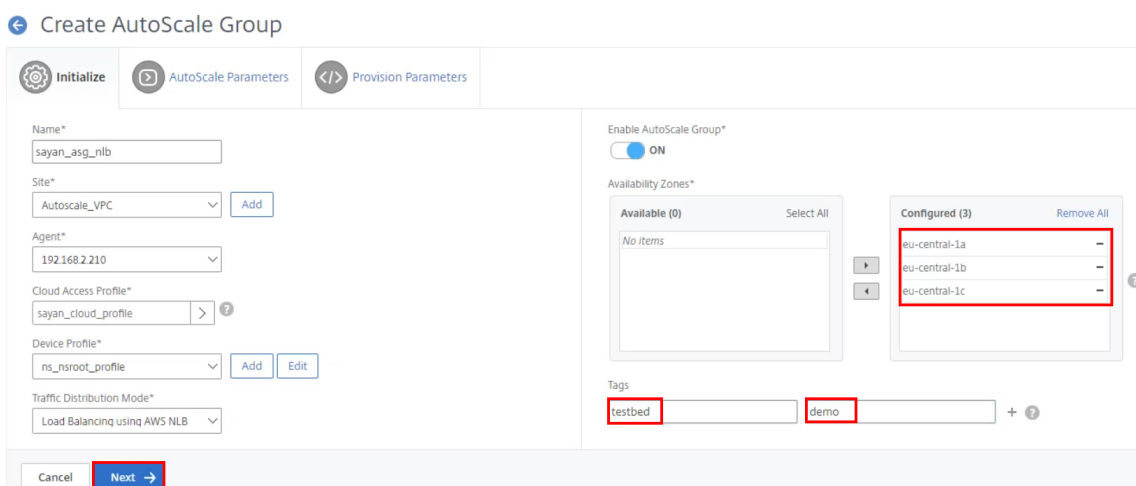 Create AutoScale Group
Initialize
AutoScale Parameters
</>
Provision Parameters
Name*
sayan_asg_nlb
Site*
Autoscale_VPC
Add
Agent*
192.168.2.210
Cloud Access Profile*
sayan_cloud_profile
?
Device Profile*
ns_nsroot_profile
Add
Edit
Traffic Distribution Mode*
Load Balancing using AWS NLB
Enable AutoScale Group*
ON
Availability Zones*
Available (0)
Select All
No items
Configured (3)
Remove All
eu-central-1a
eu-central-1b
eu-central-1c
?
Tags
testbed
demo
+ ?
Cancel
Next →